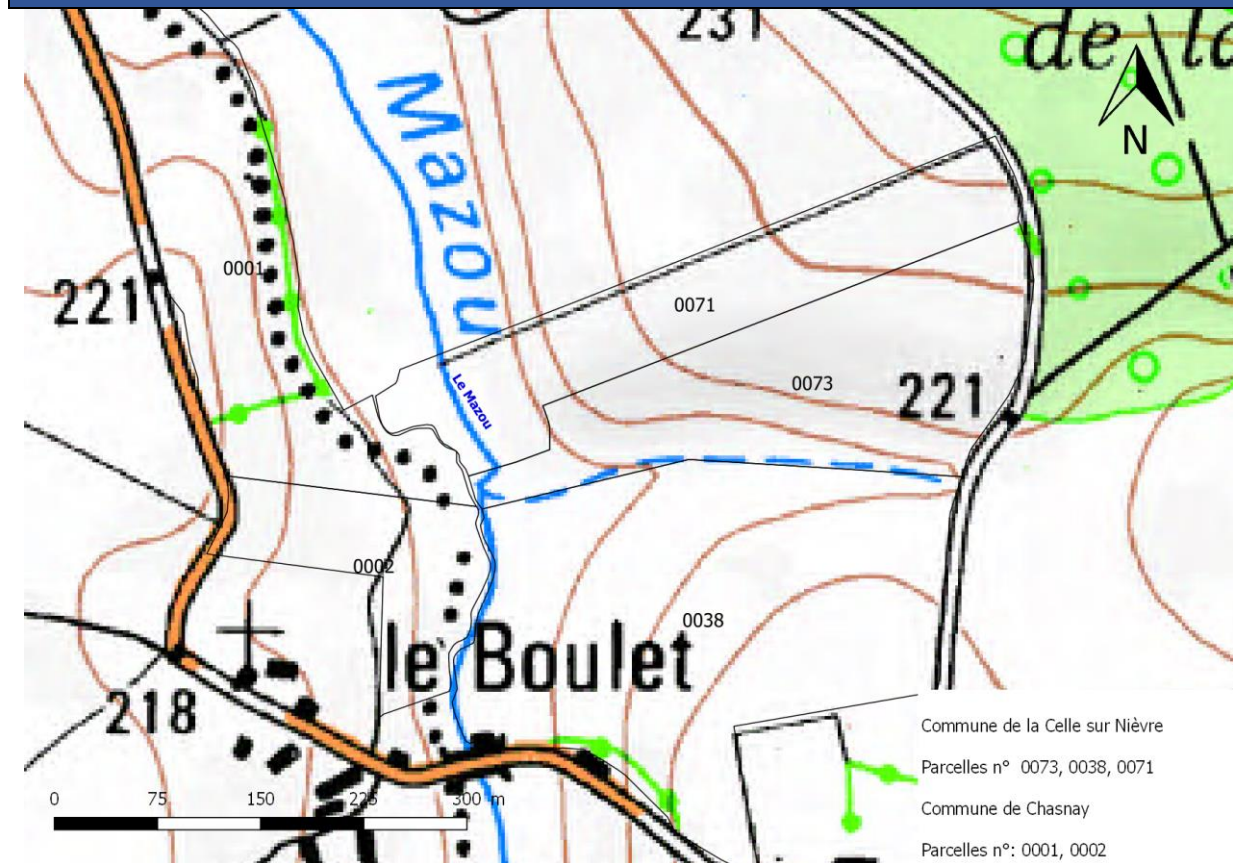 231
de la
N
Mazou
0001
221
0071
Le Mazou
0073
221
0002
0038
le Boulet
218
0 75 150 225 300 m
Commune de la Celle sur Nièvre
Parcelles n° 0073, 0038, 0071
Commune de Chasnay
Parcelles n°: 0001, 0002